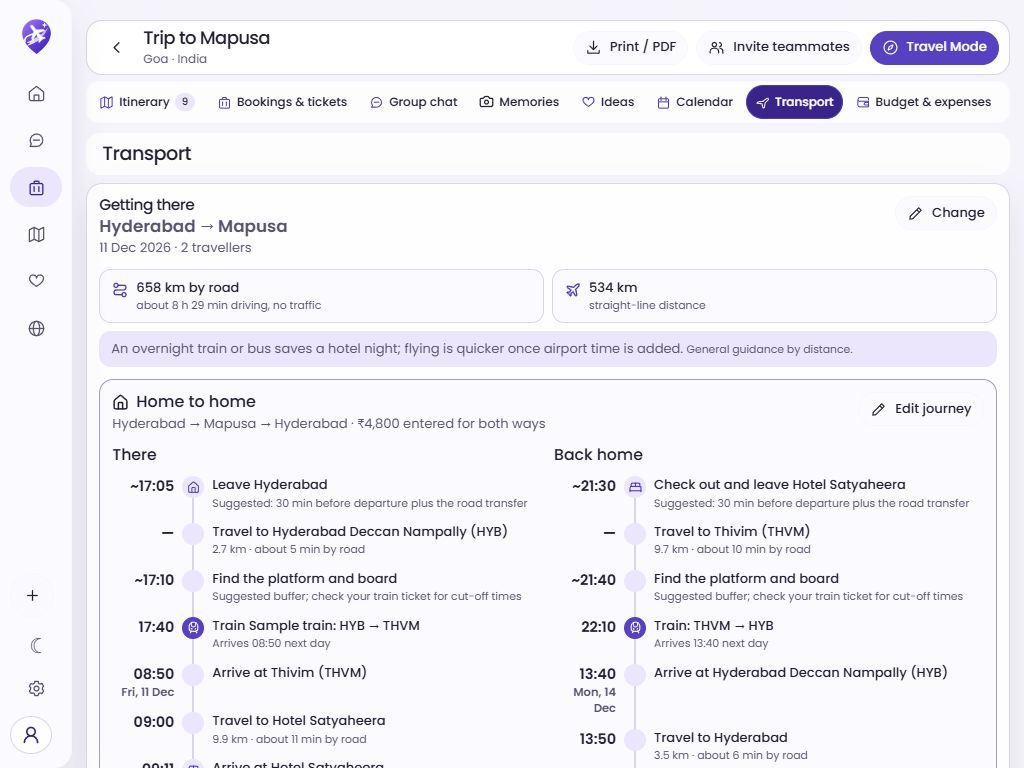 Trip to Mapusa
Goa · India
Print / PDF
Invite teammates
Travel Mode
Itinerary 9
Bookings & tickets
Group chat
Memories
Ideas
Calendar
Transport
Budget & expenses
Transport
Getting there
Hyderabad → Mapusa
11 Dec 2026 · 2 travellers
Change
658 km by road
about 8 h 29 min driving, no traffic
534 km
straight-line distance
An overnight train or bus saves a hotel night; flying is quicker once airport time is added. General guidance by distance.
Home to home
Hyderabad → Mapusa → Hyderabad · ₹4,800 entered for both ways
Edit journey
There
~17:05 Leave Hyderabad
Suggested: 30 min before departure plus the road transfer
— Travel to Hyderabad Deccan Nampally (HYB)
2.7 km · about 5 min by road
~17:10 Find the platform and board
Suggested buffer; check your train ticket for cut-off times
17:40 Train Sample train: HYB → THVM
Arrives 08:50 next day
08:50 Arrive at Thivim (THVM)
Fri, 11 Dec
09:00 Travel to Hotel Satyaheera
9.9 km · about 11 min by road
09:11 Arrive at Hotel Satyaheera
Back home
~21:30 Check out and leave Hotel Satyaheera
Suggested: 30 min before departure plus the road transfer
— Travel to Thivim (THVM)
9.7 km · about 10 min by road
~21:40 Find the platform and board
Suggested buffer; check your train ticket for cut-off times
22:10 Train: THVM → HYB
Arrives 13:40 next day
13:40 Arrive at Hyderabad Deccan Nampally (HYB)
Mon, 14
Dec
13:50 Travel to Hyderabad
3.5 km · about 6 min by road